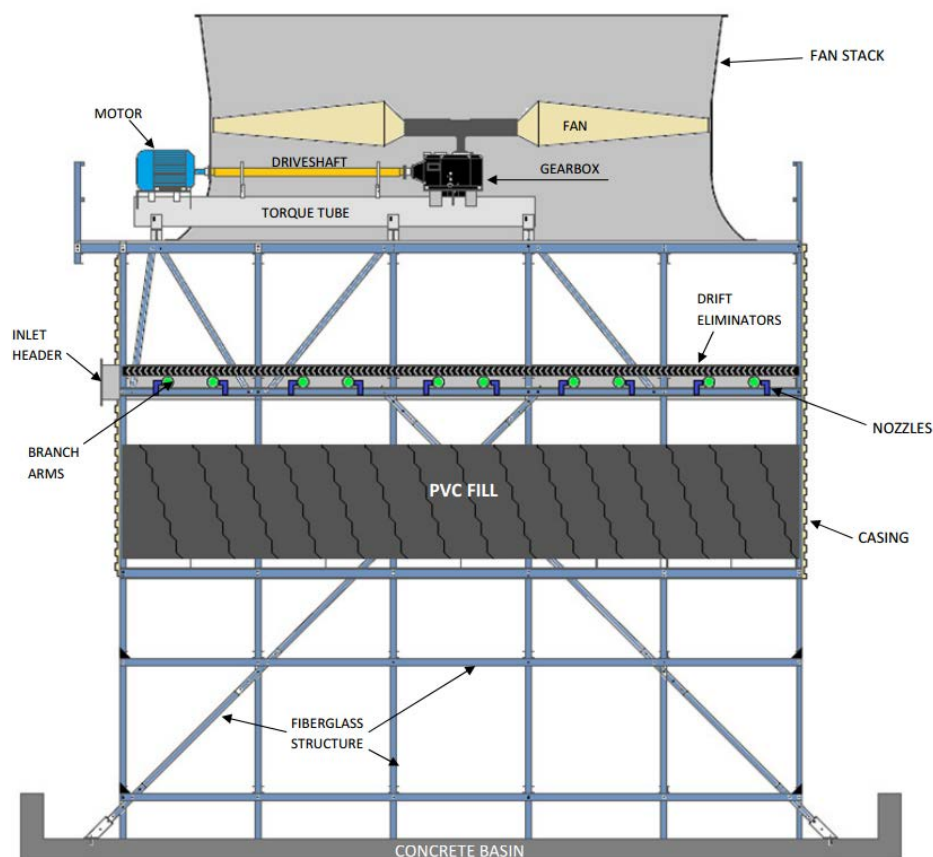 FAN STACK
MOTOR
FAN
DRIVESHAFT
GEARBOX
TORQUE TUBE
DRIFT
ELIMINATORS
INLET
HEADER
NOZZLES
BRANCH
ARMS
PVC FILL
CASING
FIBERGLASS
STRUCTURE
CONCRETE BASIN